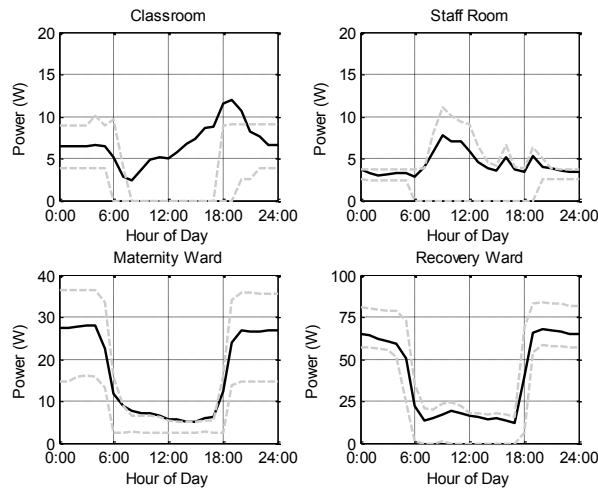 Classroom
Staff Room
20
15
10
5
0
Power (W)
0:00 6:00 12:00 18:00 24:00
Hour of Day
20
15
10
5
0
Power (W)
0:00 6:00 12:00 18:00 24:00
Hour of Day
Maternity Ward
Recovery Ward
40
30
20
10
0
Power (W)
0:00 6:00 12:00 18:00 24:00
Hour of Day
100
75
50
25
0
Power (W)
0:00 6:00 12:00 18:00 24:00
Hour of Day